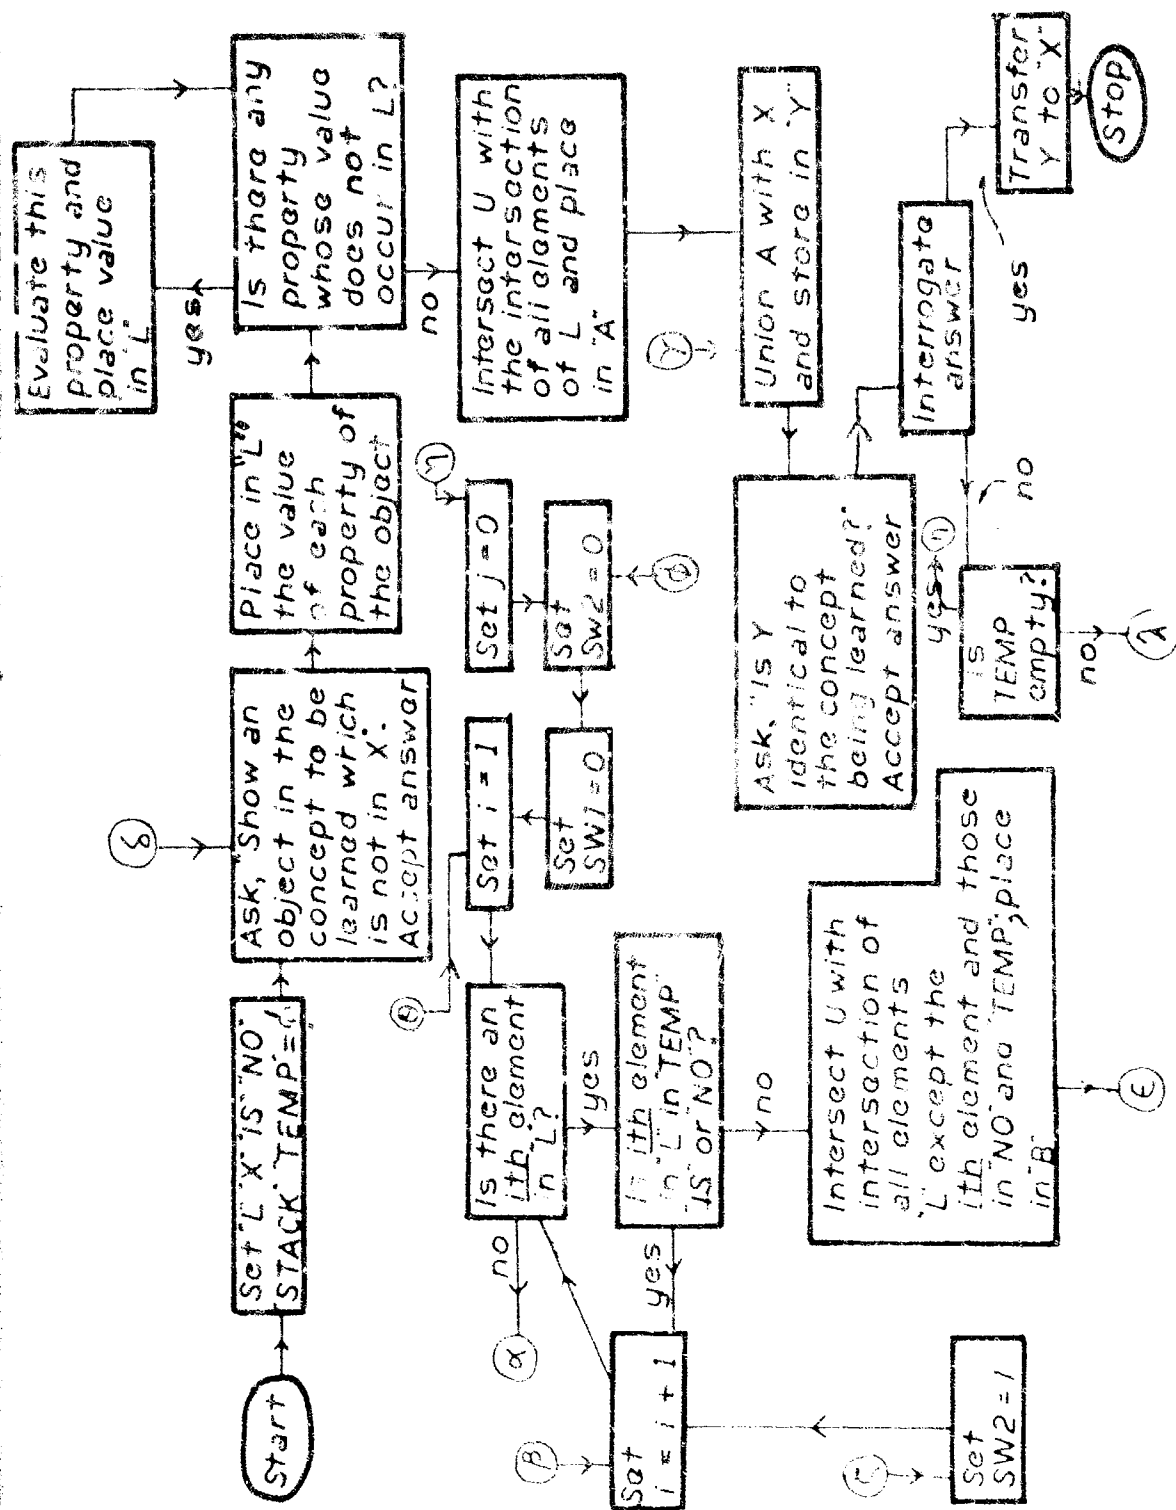 Start
Set "L" "X" "IS" "NO"
STACK "TEMP" =
δ
Ask, "Show an
object in the
concept to be
learned which
is not in X".
Accept answer
Place in "L"
the value
of each
property of
the object
Is there any
property
whose value
does not
occur in L?
yes
Evaluate this
property and
place value
in "L"
no
Intersect U with
the intersection
of all elements
of L and place
in "A"
γ
Union A with X
and store in "Y"
Ask, "Is Y
identical to
the concept
being learned?"
Accept answer
Interrogate
answer
yes
Transfer
Y to "X"
Stop
no
Is
TEMP
empty?
yes
η
no
λ
η
Set j=0
Set
SW2=0
φ
Set
SW1=0
Set i = 1
θ
Is there an
ith element
in "L"?
no
α
yes
Is ith element
in "L" in "TEMP"
"IS" or "NO"?
yes
Set
i = i + 1
β
ζ
Set
SW2=1
no
Intersect U with
intersection of
all elements
"L" except the
ith element and those
in "NO" and "TEMP"; place
in "B"
ϵ